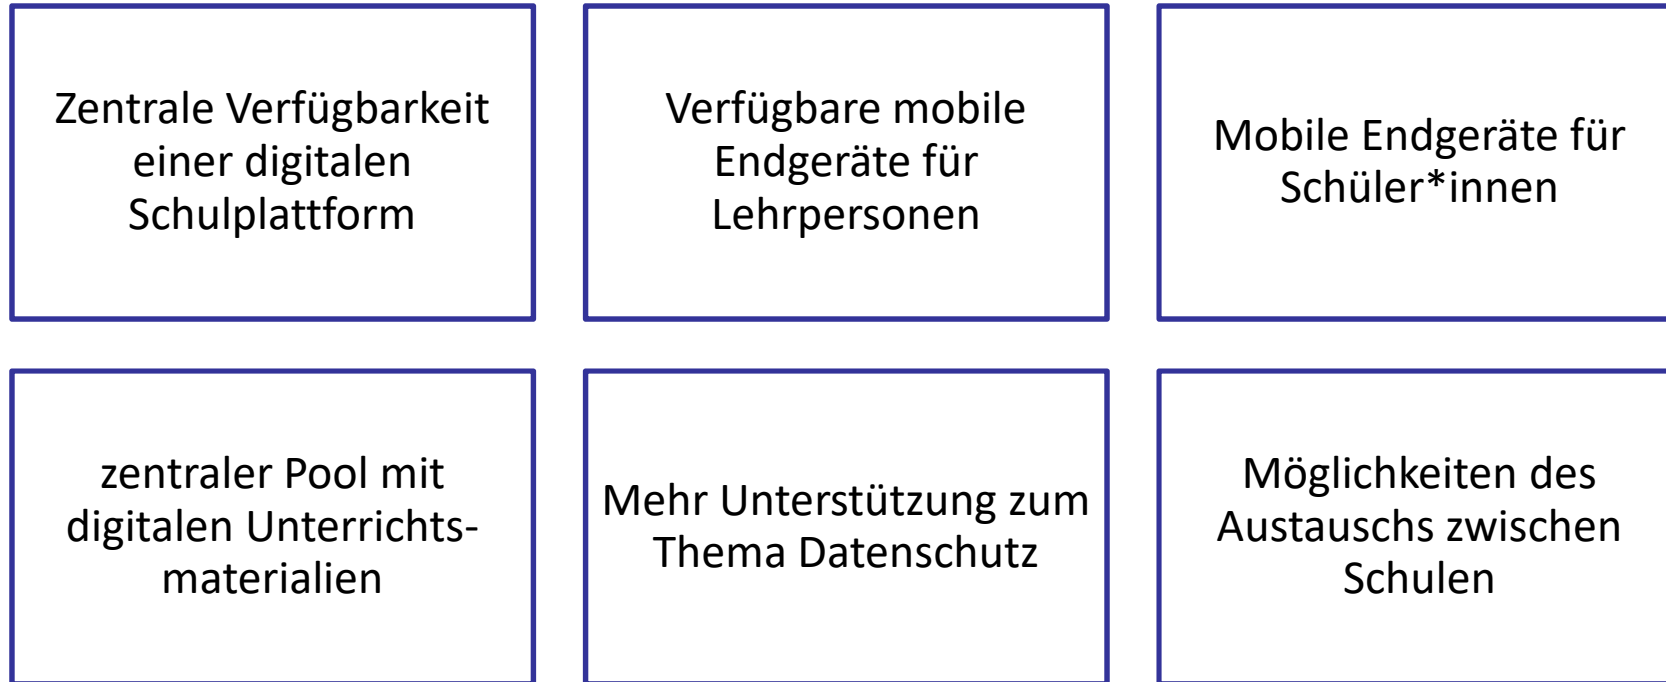 Zentrale Verfügbarkeit
einer digitalen
Schulplattform
Verfügbare mobile
Endgeräte für
Lehrpersonen
Mobile Endgeräte für
Schüler*innen
zentraler Pool mit
digitalen Unterrichts-
materialien
Mehr Unterstützung zum
Thema Datenschutz
Möglichkeiten des
Austauschs zwischen
Schulen